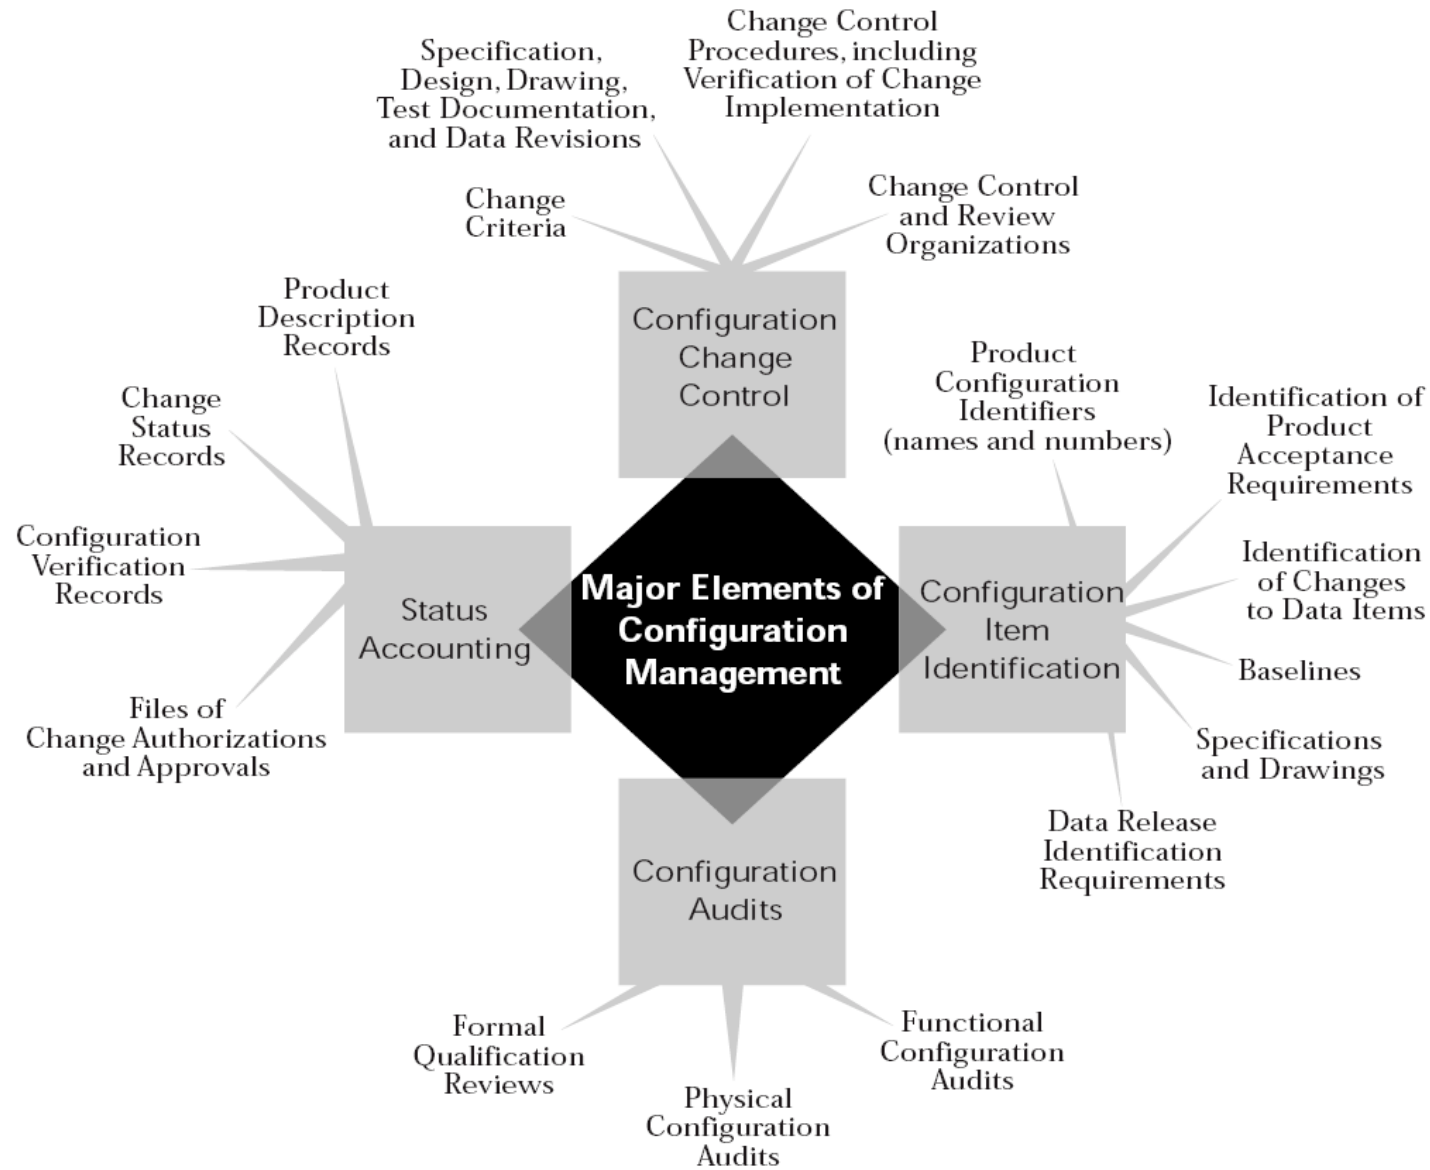 Change Control
Procedures, including
Verification of Change
Implementation
Specification,
Design, Drawing,
Test Documentation,
and Data Revisions
Change
Criteria
Change Control
and Review
Organizations
Configuration
Change
Control
Product
Description
Records
Change
Status
Records
Configuration
Verification
Records
Files of
Change Authorizations
and Approvals
Status
Accounting
Major Elements of
Configuration
Management
Configuration
Item
Identification
Product
Configuration
Identifiers
(names and numbers)
Identification of
Product
Acceptance
Requirements
Identification
of Changes
to Data Items
Baselines
Specifications
and Drawings
Data Release
Identification
Requirements
Configuration
Audits
Formal
Qualification
Reviews
Physical
Configuration
Audits
Functional
Configuration
Audits